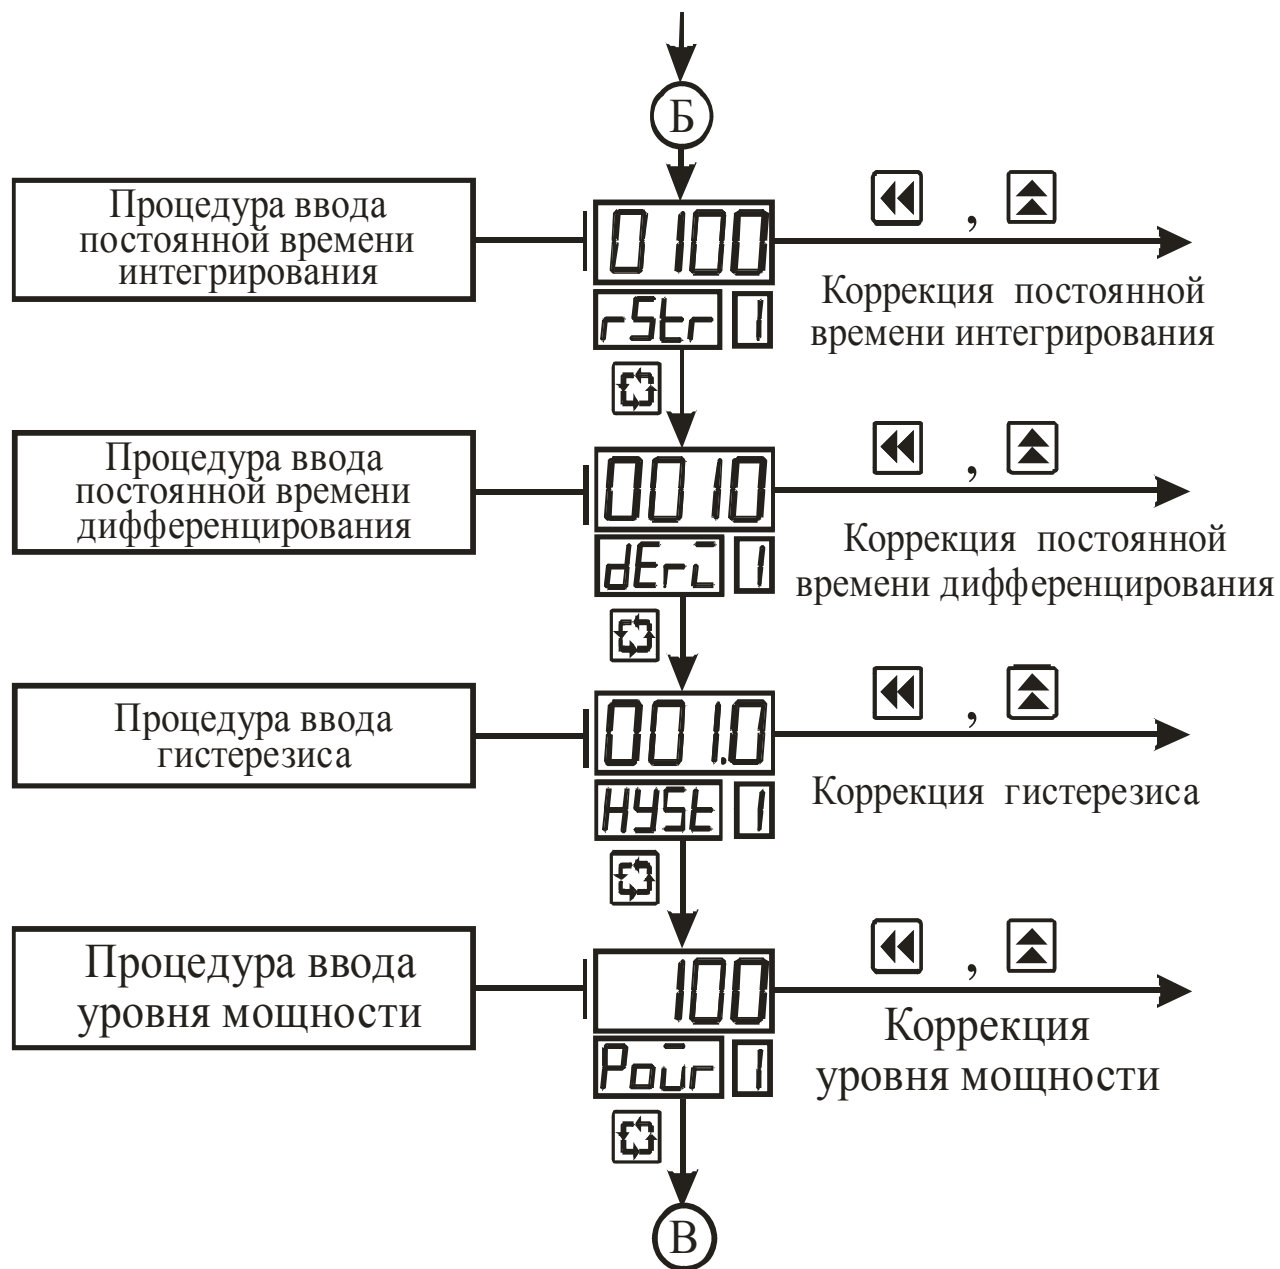 Б
Процедура ввода
постоянной времени
интегрирования
0100
rStr 1
,
Коррекция постоянной
времени интегрирования
Процедура ввода
постоянной времени
дифференцирования
0010
dEri 1
,
Коррекция постоянной
времени дифференцирования
Процедура ввода
гистерезиса
001.0
HYSt 1
,
Коррекция гистерезиса
Процедура ввода
уровня мощности
100
Pour 1
,
Коррекция
уровня мощности
В